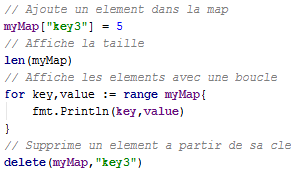 // Ajoute un element dans la map
myMap["key3"] = 5
// Affiche la taille
len(myMap)
// Affiche les elements avec une boucle
for key,value := range myMap{
    fmt.Println(key,value)
}
// Supprime un element a partir de sa cle
delete(myMap,"key3")